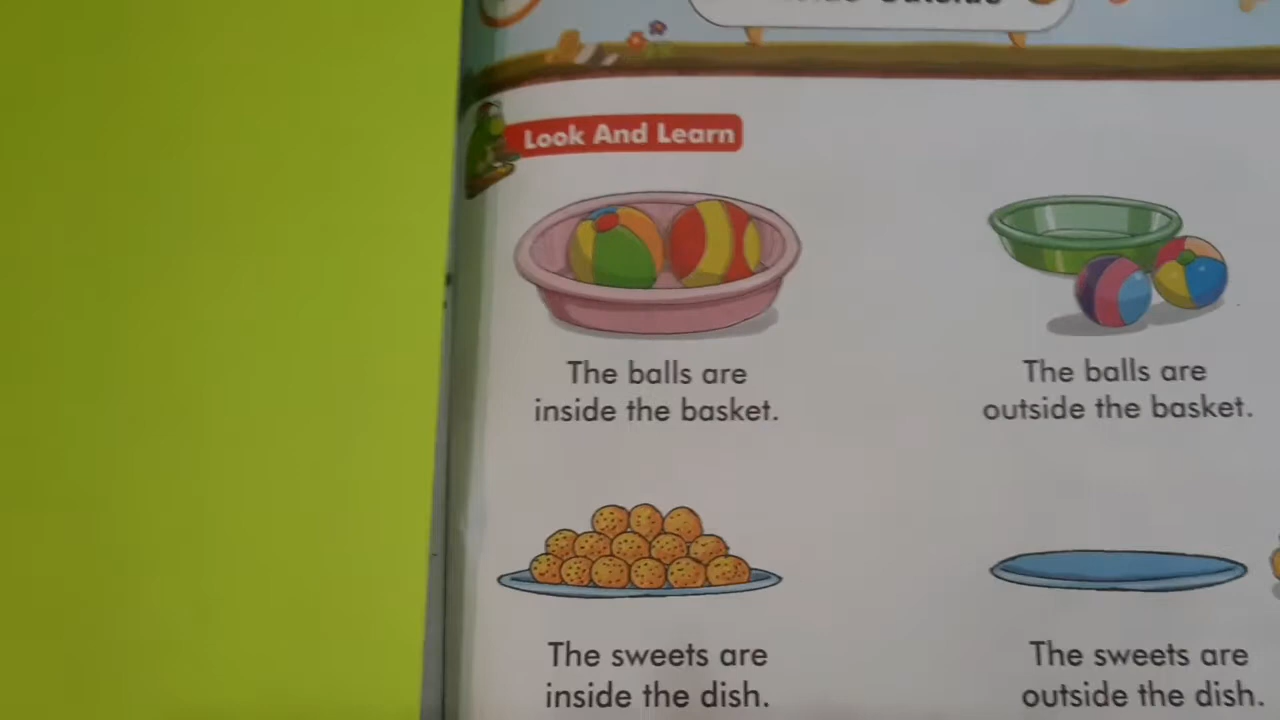 Outside
Look And Learn
The balls are
inside the basket.
The balls are
outside the basket.
The sweets are
inside the dish.
The sweets are
outside the dish.